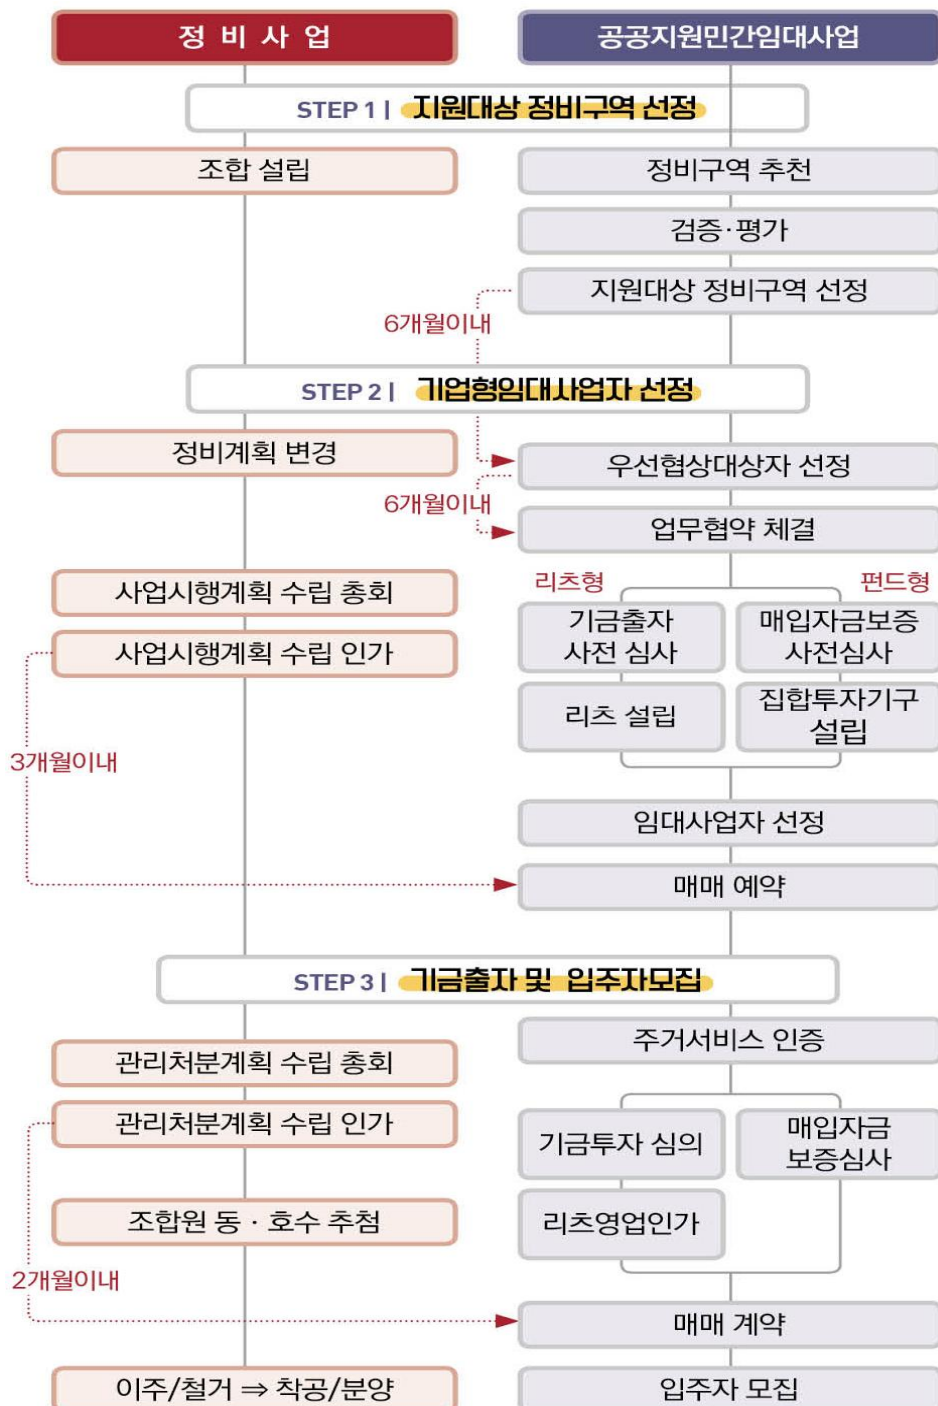 정 비 사 업
공공지원민간임대사업
STEP 1 | 지원대상 정비구역 선정
조합 설립
정비구역 추천
검증·평가
지원대상 정비구역 선정
6개월이내
STEP 2 | 기업형임대사업자 선정
정비계획 변경
우선협상대상자 선정
6개월이내
업무협약 체결
리츠형
펀드형
사업시행계획 수립 총회
기금출자
사전 심사
매입자금보증
사전심사
사업시행계획 수립 인가
리츠 설립
집합투자기구
설립
3개월이내
임대사업자 선정
매매 예약
STEP 3 | 기금출자 및 입주자모집
주거서비스 인증
관리처분계획 수립 총회
관리처분계획 수립 인가
기금투자 심의
매입자금
보증심사
조합원 동 · 호수 추첨
리츠영업인가
2개월이내
매매 계약
이주/철거 ⇒ 착공/분양
입주자 모집